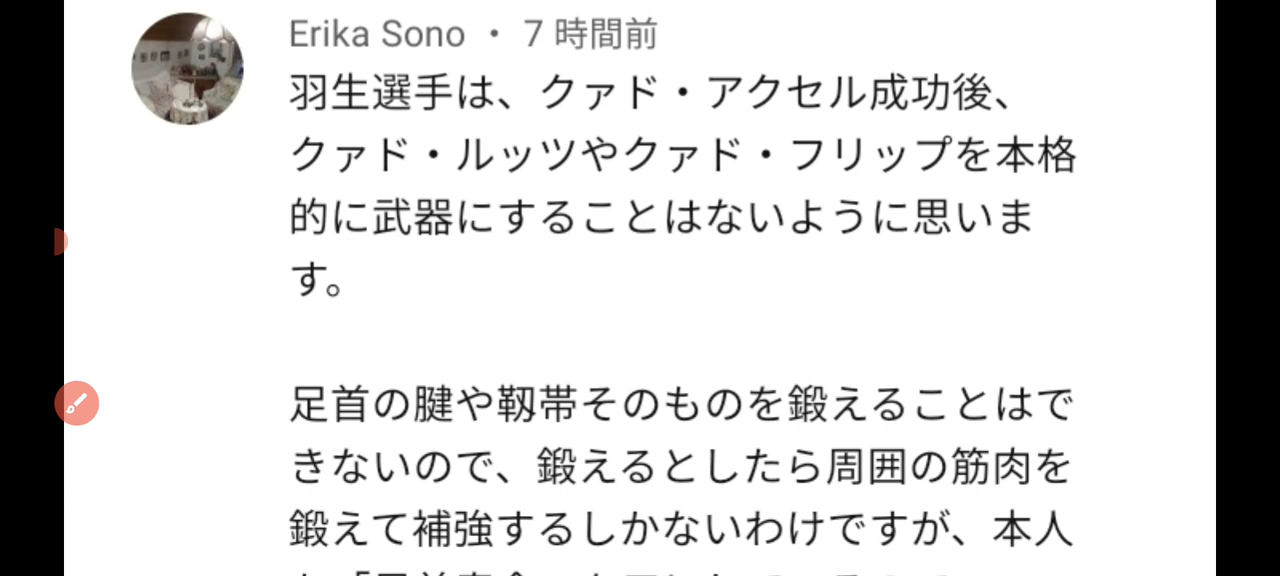 Erika Sono • 7 時間前
羽生選手は、クァド・アクセル成功後、
クァド・ルッツやクァド・フリップを本格
的に武器にすることはないように思いま
す。
足首の腱や靱帯そのものを鍛えることはで
きないので、鍛えるとしたら周囲の筋肉を
鍛えて補強するしかないわけですが、本人